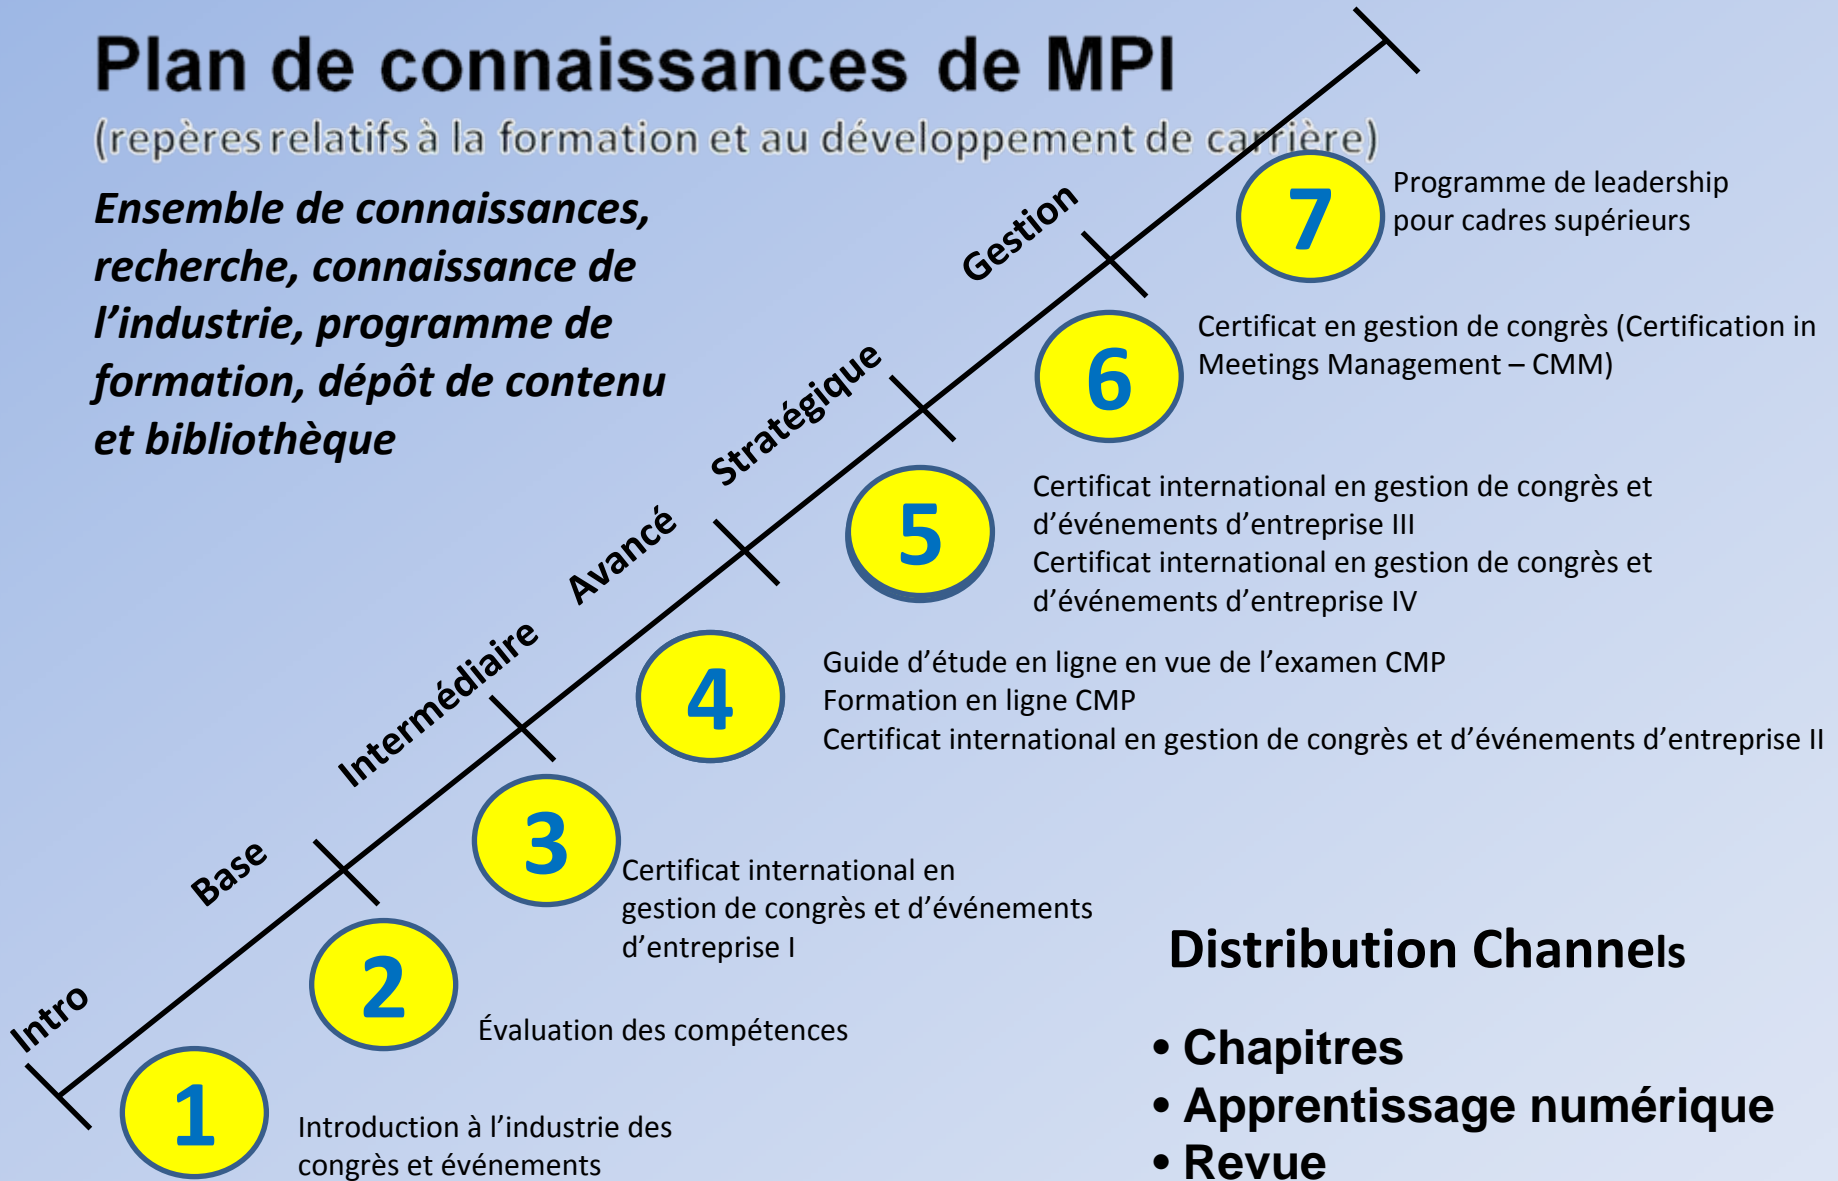 Plan de connaissances de MPI
(repères relatifs à la formation et au développement de carrière)
Ensemble de connaissances,
recherche, connaissance de
l’industrie, programme de
formation, dépôt de contenu
et bibliothèque
Gestion
7
Programme de leadership
pour cadres supérieurs
Stratégique
6
Certificat en gestion de congrès (Certification in
Meetings Management – CMM)
Avancé
5
Certificat international en gestion de congrès et
d’événements d’entreprise III
Certificat international en gestion de congrès et
d’événements d’entreprise IV
Intermédiaire
4
Guide d’étude en ligne en vue de l’examen CMP
Formation en ligne CMP
Certificat international en gestion de congrès et d’événements d’entreprise II
Base
3
Certificat international en
gestion de congrès et d’événements
d’entreprise I
Intro
2
Évaluation des compétences
1
Introduction à l’industrie des
congrès et événements
Distribution Channels
• Chapitres
• Apprentissage numérique
• Revue